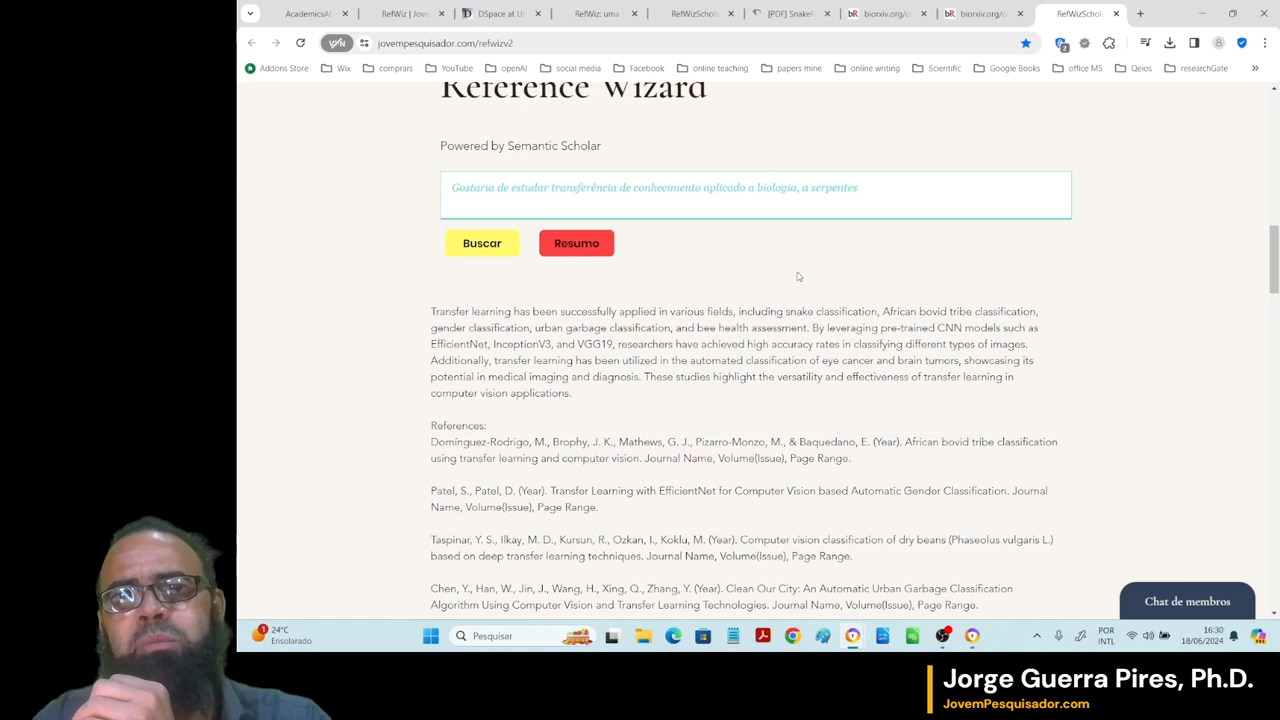 AcademicsAI
RefWiz | Jover
DSpace at Un
RefWiz: uma
RefWizSchola
[PDF] SnakeF
biorxiv.org/co
biorxiv.org/co
RefWizSchola
VPN
jovempesquisador.com/refwizv2
2
Addons Store
Wix
comprars
YouTube
openAI
social media
Facebook
online teaching
papers mine
online writing
Scientific
Google Books
office MS
Qeios
researchGate
Reference Wizard
Powered by Semantic Scholar
Gostaria de estudar transferência de conhecimento aplicado a biologia, a serpentes
Buscar
Resumo
Transfer learning has been successfully applied in various fields, including snake classification, African bovid tribe classification,
gender classification, urban garbage classification, and bee health assessment. By leveraging pre-trained CNN models such as
EfficientNet, InceptionV3, and VGG19, researchers have achieved high accuracy rates in classifying different types of images.
Additionally, transfer learning has been utilized in the automated classification of eye cancer and brain tumors, showcasing its
potential in medical imaging and diagnosis. These studies highlight the versatility and effectiveness of transfer learning in
computer vision applications.
References:
Domínguez-Rodrigo, M., Brophy, J. K., Mathews, G. J., Pizarro-Monzo, M., & Baquedano, E. (Year). African bovid tribe classification
using transfer learning and computer vision. Journal Name, Volume(Issue), Page Range.
Patel, S., Patel, D. (Year). Transfer Learning with EfficientNet for Computer Vision based Automatic Gender Classification. Journal
Name, Volume(Issue), Page Range.
Taspinar, Y. S., Ilkay, M. D., Kursun, R., Ozkan, I., Koklu, M. (Year). Computer vision classification of dry beans (Phaseolus vulgaris L.)
based on deep transfer learning techniques. Journal Name, Volume(Issue), Page Range.
Chen, Y., Han, W., Jin, J., Wang, H., Xing, Q., Zhang, Y. (Year). Clean Our City: An Automatic Urban Garbage Classification
Algorithm Using Computer Vision and Transfer Learning Technologies. Journal Name, Volume(Issue), Page Range.
Chat de membros
1
24°C
Ensolarado
Pesquisar
POR
INTL
16:30
18/06/2024
Jorge Guerra Pires, Ph.D.
JovemPesquisador.com